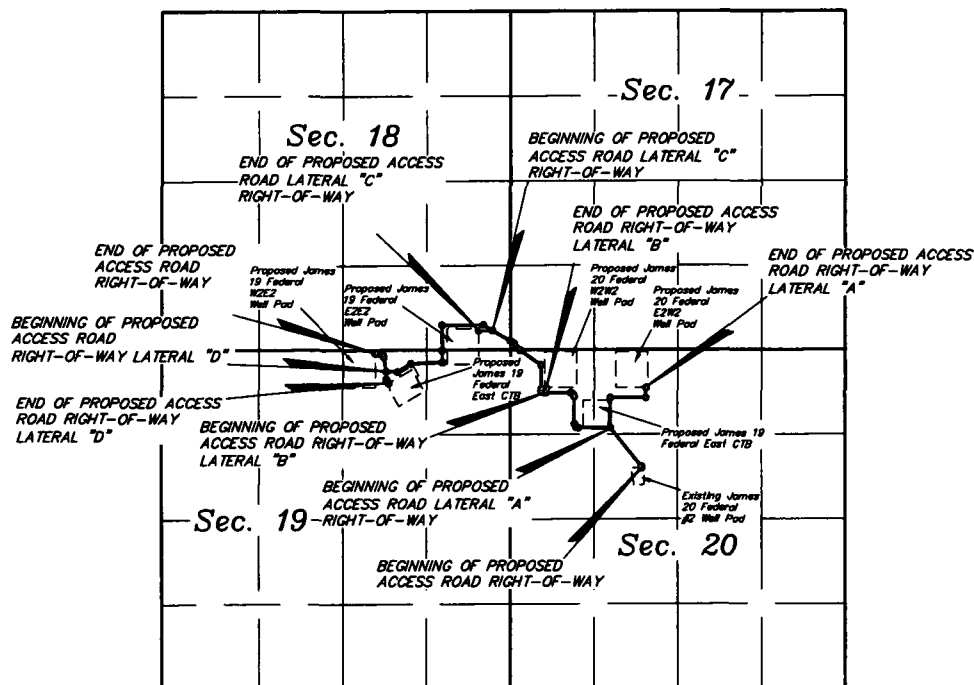 Sec. 17
Sec. 18
BEGINNING OF PROPOSED
ACCESS ROAD LATERAL "C"
RIGHT-OF-WAY
END OF PROPOSED ACCESS
ROAD LATERAL "C"
RIGHT-OF-WAY
END OF PROPOSED ACCESS
ROAD RIGHT-OF-WAY
LATERAL "B"
END OF PROPOSED ACCESS
ROAD RIGHT-OF-WAY
LATERAL "A"
END OF PROPOSED
ACCESS ROAD
RIGHT-OF-WAY
Proposed James
19 Federal
W2E2
Well Pad
Proposed James
19 Federal
E2E2
Well Pad
Proposed James
20 Federal
W2W2
Well Pad
Proposed James
20 Federal
E2W2
Well Pad
BEGINNING OF PROPOSED
ACCESS ROAD
RIGHT-OF-WAY LATERAL "D"
Proposed
James 19
Federal
East CTB
END OF PROPOSED ACCESS
ROAD RIGHT-OF-WAY
LATERAL "D"
BEGINNING OF PROPOSED
ACCESS ROAD RIGHT-OF-WAY
LATERAL "B"
Proposed James 19
Federal East CTB
BEGINNING OF PROPOSED
ACCESS ROAD LATERAL "A"
RIGHT-OF-WAY
Existing James
20 Federal
#2 Well Pad
Sec. 19
Sec. 20
BEGINNING OF PROPOSED
ACCESS ROAD RIGHT-OF-WAY